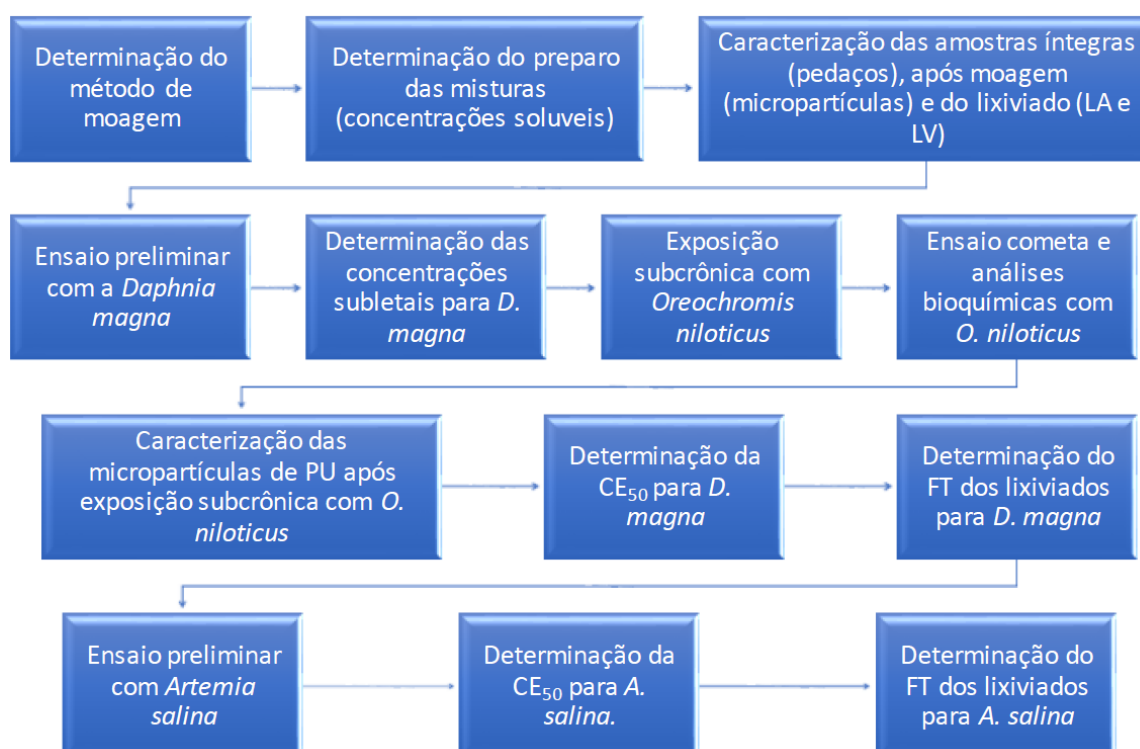 Determinação do
método de
moagem
Determinação do preparo
das misturas
(concentrações soluveis)
Caracterização das amostras íntegras
(pedaços), após moagem
(micropartículas) e do lixiviado (LA e
LV)
Ensaio preliminar
com a Daphnia
magna
Determinação das
concentrações
subletais para D.
magna
Exposição
subcrônica com
Oreochromis
niloticus
Ensaio cometa e
análises
bioquímicas com
O. niloticus
Caracterização das
micropartículas de PU após
exposição subcrônica com O.
niloticus
Determinação da
CE₅₀ para D.
magna
Determinação do
FT dos lixiviados
para D. magna
Ensaio preliminar
com Artemia
salina
Determinação da
CE₅₀ para A.
salina.
Determinação do
FT dos lixiviados
para A. salina